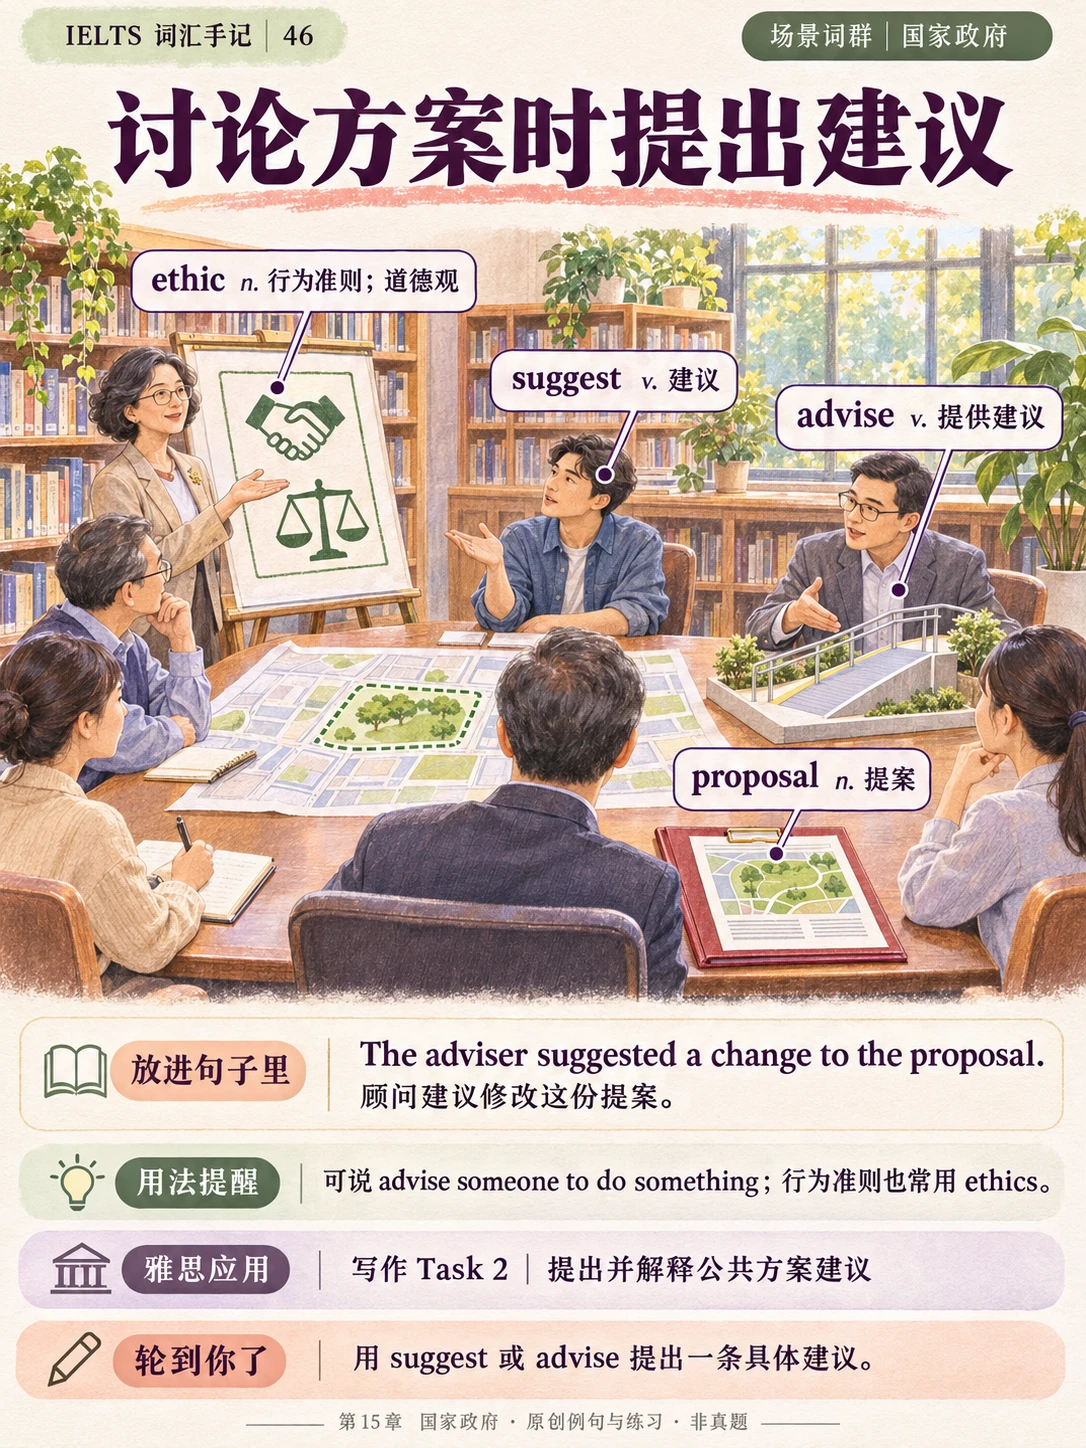 IELTS 词汇手记 | 46
场景词群 | 国家政府
讨论方案时提出建议
ethic n. 行为准则；道德观
suggest v. 建议
advise v. 提供建议
proposal n. 提案
放进句子里
The adviser suggested a change to the proposal.
顾问建议修改这份提案。
用法提醒 | 可说 advise someone to do something；行为准则也常用 ethics。
雅思应用 | 写作 Task 2 | 提出并解释公共方案建议
轮到你了 | 用 suggest 或 advise 提出一条具体建议。
第15章 国家政府 · 原创例句与练习 · 非真题